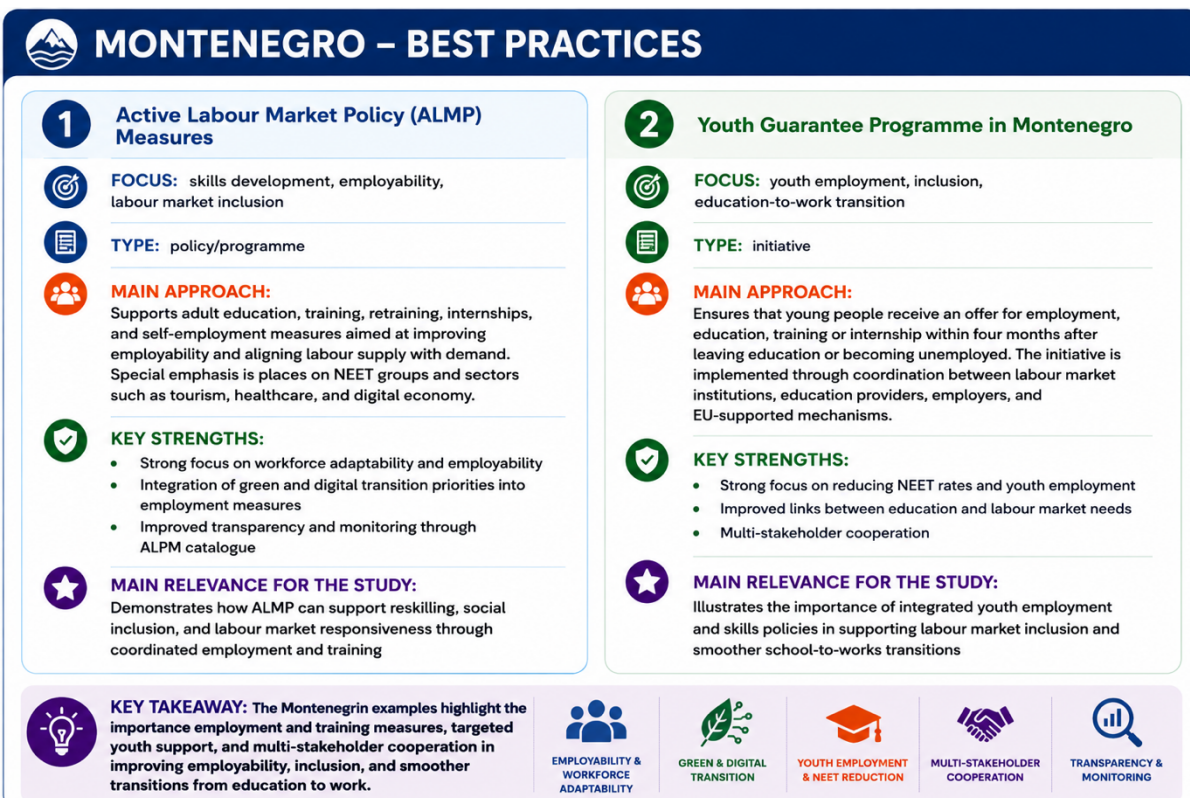 MONTENEGRO – BEST PRACTICES
1
Active Labour Market Policy (ALMP)
Measures
FOCUS: skills development, employability,
labour market inclusion
TYPE: policy/programme
MAIN APPROACH:
Supports adult education, training, retraining, internships,
and self-employment measures aimed at improving
employability and aligning labour supply with demand.
Special emphasis is places on NEET groups and sectors
such as tourism, healthcare, and digital economy.
KEY STRENGTHS:
• Strong focus on workforce adaptability and employability
• Integration of green and digital transition priorities into
employment measures
• Improved transparency and monitoring through
ALPM catalogue
MAIN RELEVANCE FOR THE STUDY:
Demonstrates how ALMP can support reskilling, social
inclusion, and labour market responsiveness through
coordinated employment and training
2
Youth Guarantee Programme in Montenegro
FOCUS: youth employment, inclusion,
education-to-work transition
TYPE: initiative
MAIN APPROACH:
Ensures that young people receive an offer for employment,
education, training or internship within four months after
leaving education or becoming unemployed. The initiative is
implemented through coordination between labour market
institutions, education providers, employers, and
EU-supported mechanisms.
KEY STRENGTHS:
• Strong focus on reducing NEET rates and youth employment
• Improved links between education and labour market needs
• Multi-stakeholder cooperation
MAIN RELEVANCE FOR THE STUDY:
Illustrates the importance of integrated youth employment
and skills policies in supporting labour market inclusion and
smoother school-to-works transitions
KEY TAKEAWAY: The Montenegrin examples highlight the
importance employment and training measures, targeted
youth support, and multi-stakeholder cooperation in
improving employability, inclusion, and smoother
transitions from education to work.
EMPLOYABILITY &
WORKFORCE
ADAPTABILITY
GREEN & DIGITAL
TRANSITION
YOUTH EMPLOYMENT
& NEET REDUCTION
MULTI-STAKEHOLDER
COOPERATION
TRANSPARENCY &
MONITORING